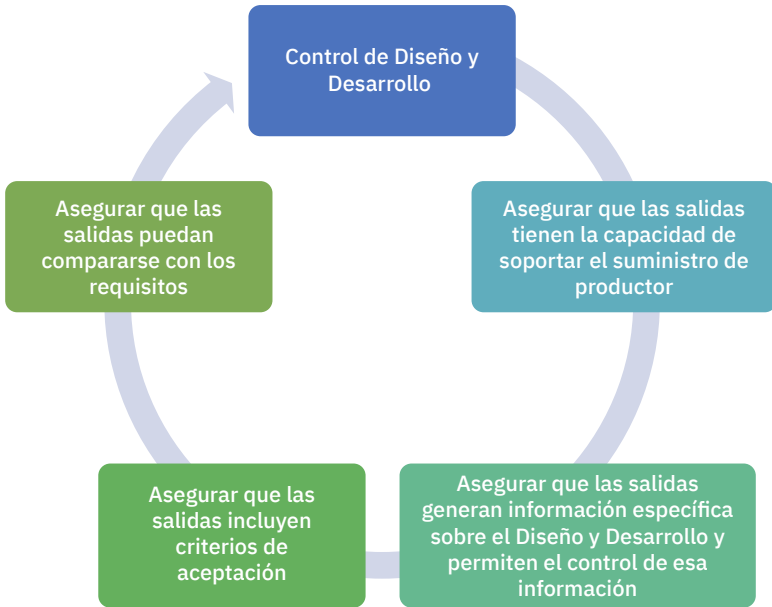 Control de Diseño y
Desarrollo
Asegurar que las salidas
tienen la capacidad de
soportar el suministro de
productor
Asegurar que las salidas
generan información específica
sobre el Diseño y Desarrollo y
permiten el control de esa
información
Asegurar que las
salidas incluyen
criterios de
aceptación
Asegurar que las
salidas puedan
compararse con los
requisitos